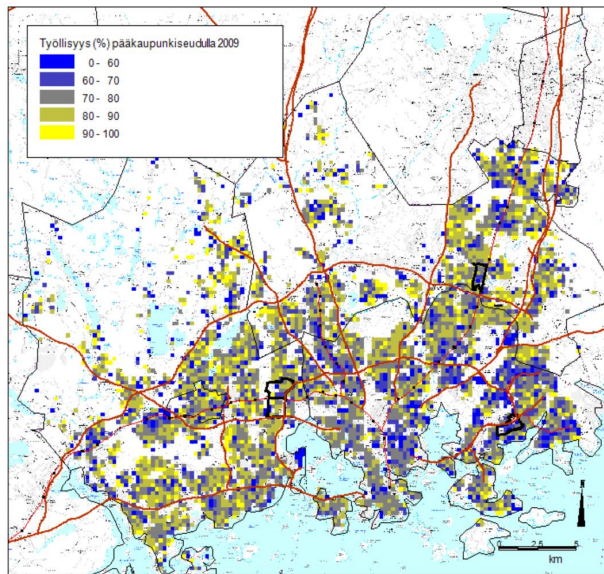 Työllisyys (%) pääkaupunkiseudulla 2009
0 - 60
60 - 70
70 - 80
80 - 90
90 - 100
N
0 2,5 5
km